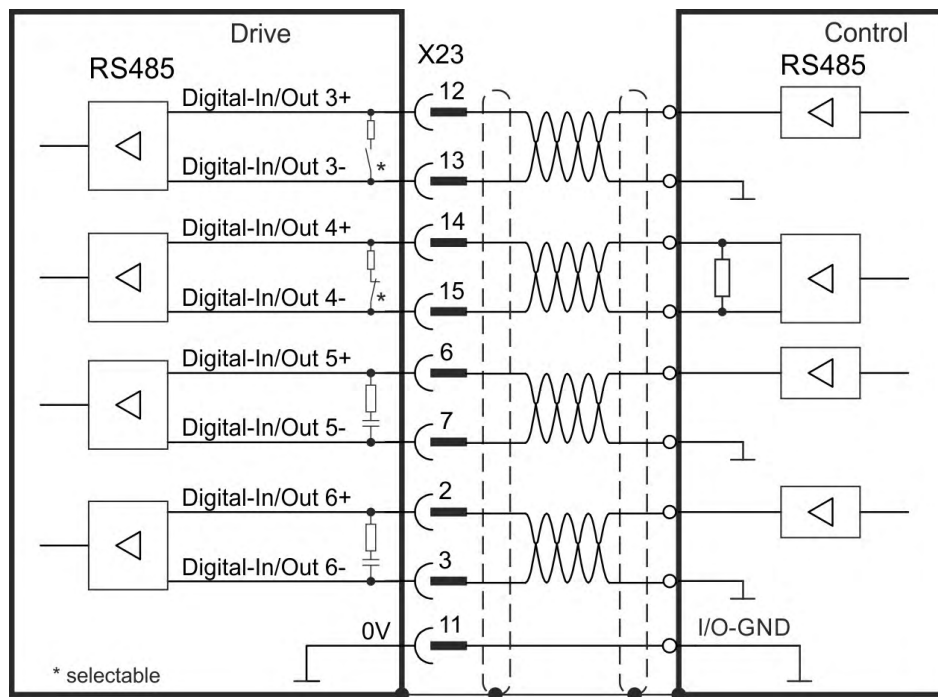 Drive
Control
X23
RS485
RS485
Digital-In/Out 3+
12
Digital-In/Out 3-
*
13
Digital-In/Out 4+
14
Digital-In/Out 4-
*
15
Digital-In/Out 5+
6
Digital-In/Out 5-
7
Digital-In/Out 6+
2
Digital-In/Out 6-
3
0V
11
I/O-GND
* selectable